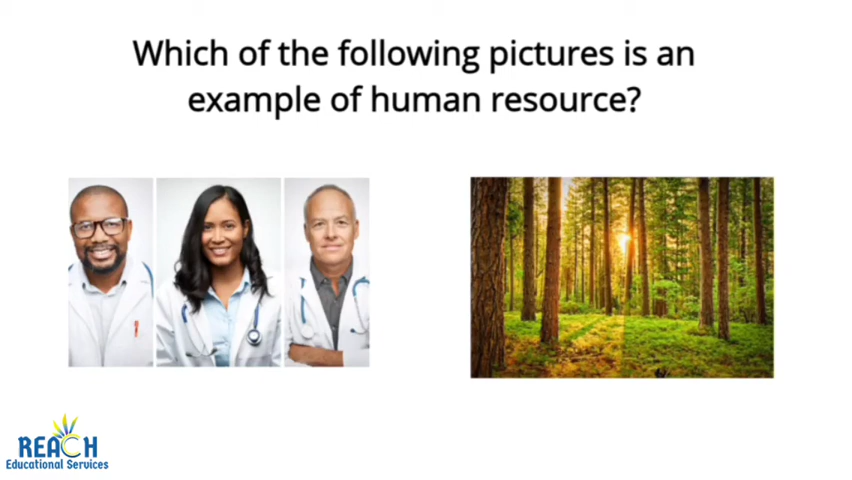 Which of the following pictures is an
example of human resource?
REACH
Educational Services